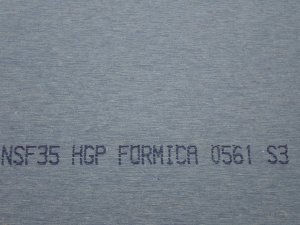 NSF35 HGP FORMICA 0561 S3